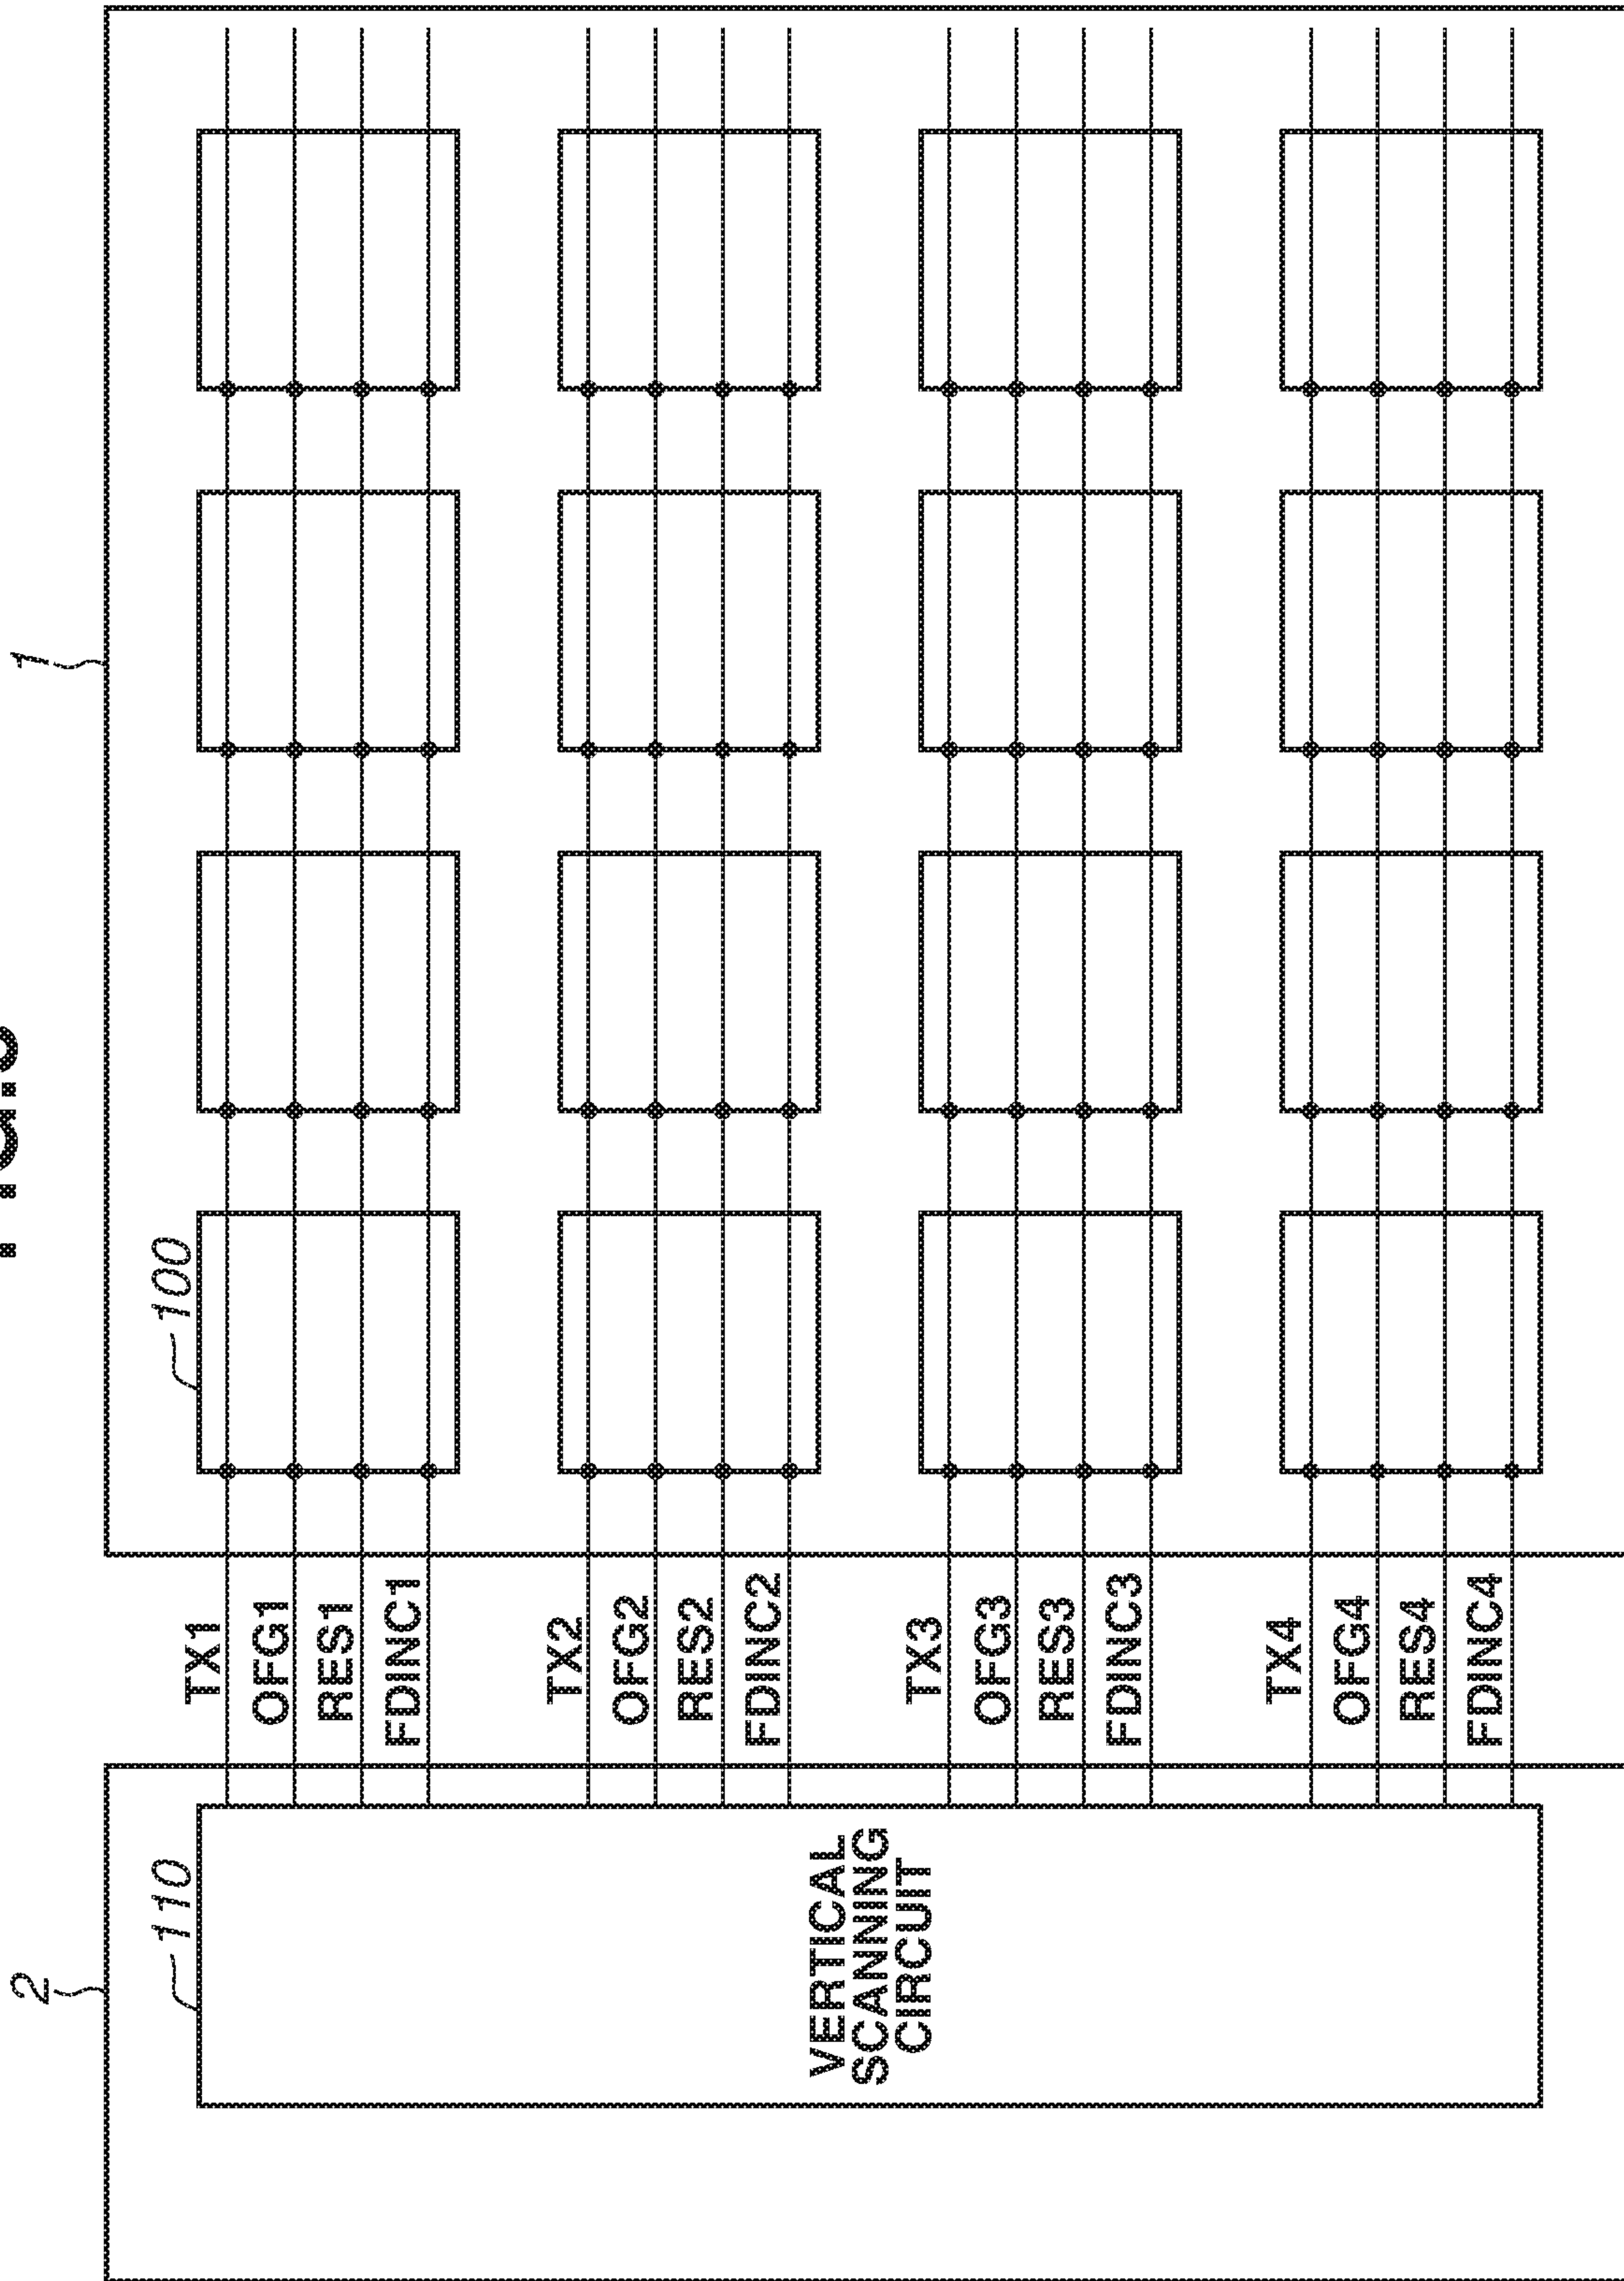 1
2
100
110
TX1
OFG1
RES1
FDINC1
TX2
OFG2
RES2
FDINC2
TX3
OFG3
RES3
FDINC3
TX4
OFG4
RES4
FDINC4
VERTICAL
SCANNING
CIRCUIT